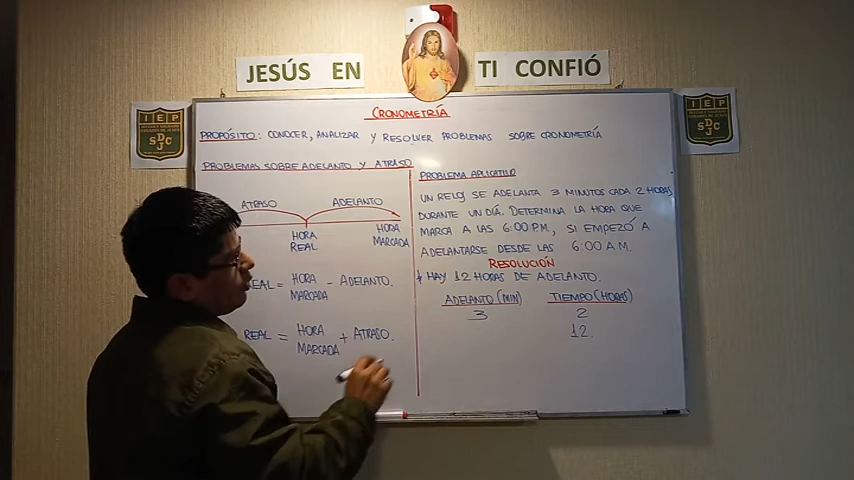 JESÚS EN TI CONFIÓ
IEP
SDJC
IEP
SDJC
CRONOMETRÍA
PROPÓSITO: CONOCER, ANALIZAR Y RESOLVER PROBLEMAS SOBRE CRONOMETRÍA
PROBLEMAS SOBRE ADELANTO Y ATRASO
ATRASO ADELANTO
HORA
REAL
HORA
MARCADA
EAL = HORA MARCADA - ADELANTO.
REAL = HORA MARCADA + ATRASO.
PROBLEMA APLICATIVO
UN RELOJ SE ADELANTA 3 MINUTOS CADA 2 HORAS
DURANTE UN DÍA. DETERMINA LA HORA QUE
MARCA A LAS 6:00 P.M., SI EMPEZÓ A
ADELANTARSE DESDE LAS 6:00 A.M.
RESOLUCIÓN
* HAY 12 HORAS DE ADELANTO.
ADELANTO (MIN) TIEMPO (HORAS)
3 2
12.